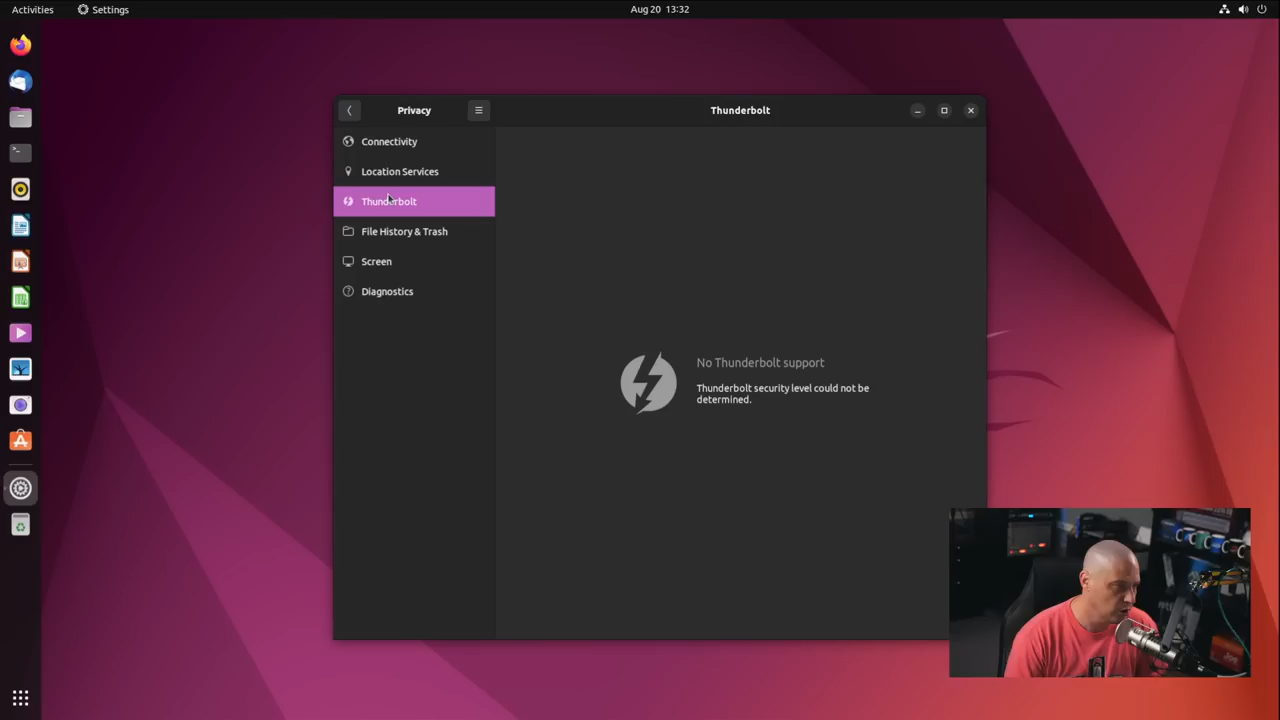 Activities
Settings
Aug 20 13:32
Privacy
Thunderbolt
Connectivity
Location Services
Thunderbolt
File History & Trash
Screen
Diagnostics
No Thunderbolt support
Thunderbolt security level could not be
determined.